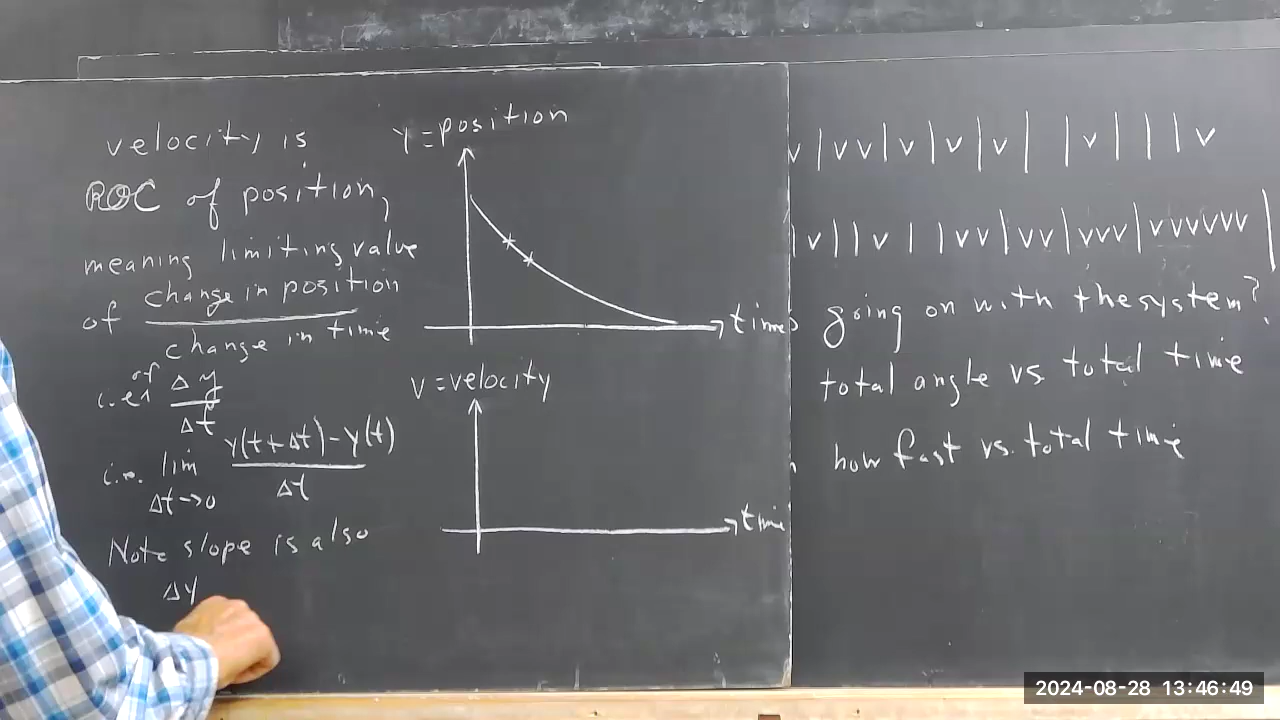 velocity is
ROC of position,
meaning limiting value
of change in position
change in time
i.e. of Δy
Δt
i.e. lim y(t+Δt)-y(t)
Δt→0 Δt
Note slope is also
Δy
y=position
time
v=velocity
time
v|vv|v|v|v| |v| | | v
|v| | v | | vv|vv|vvv|vvvvvv |
going on with the system?
total angle vs. total time
how fast vs. total time
2024-08-28 13:46:49